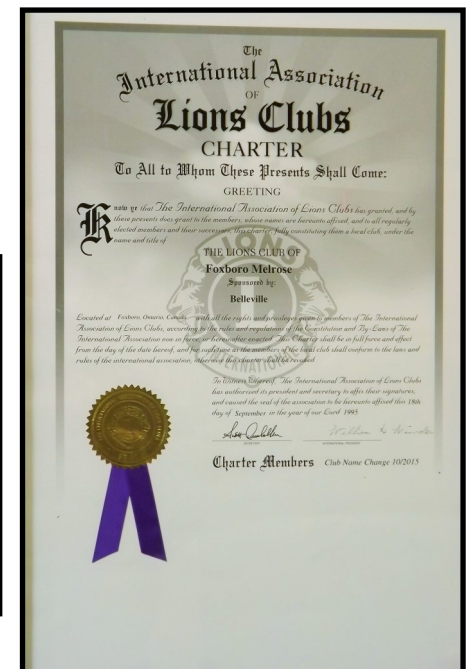 The
International Association
OF
Lions Clubs
CHARTER
To All to Whom These Presents Shall Come:
GREETING
Know ye that The International Association of Lions Clubs has granted, and by
these presents does grant to the members, whose names are hereunto affixed, and to all regularly
elected members and their successors, this charter, fully constituting them a local club, under the
name and title of
THE LIONS CLUB OF
Foxboro Melrose
Sponsored by:
Belleville
Located at Foxboro, Ontario, Canada with all the rights and privileges given to members of The International
Association of Lions Clubs, according to the rules and regulations of the Constitution and By-Laws of The
International Association now in force or hereinafter enacted. This Charter shall be in full force and effect
from the day of the date hereof, and for such time as the members of the local club shall conform to the laws and
rules of the international association, otherwise this charter shall be revoked.
In Witness Whereof, The International Association of Lions Clubs
has authorized its president and secretary to affix their signatures,
and caused the seal of the association to be hereunto affixed this 18th
day of September in the year of our Lord 1995
INTERNATIONAL PRESIDENT
Charter Members Club Name Change 10/2015
LIONS
INTERNATIONAL